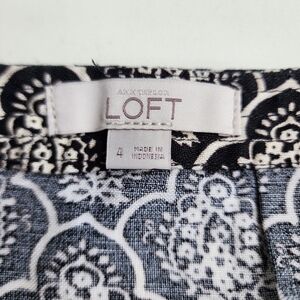 ANN TAYLOR
LOFT
4
MADE IN
INDONESIA